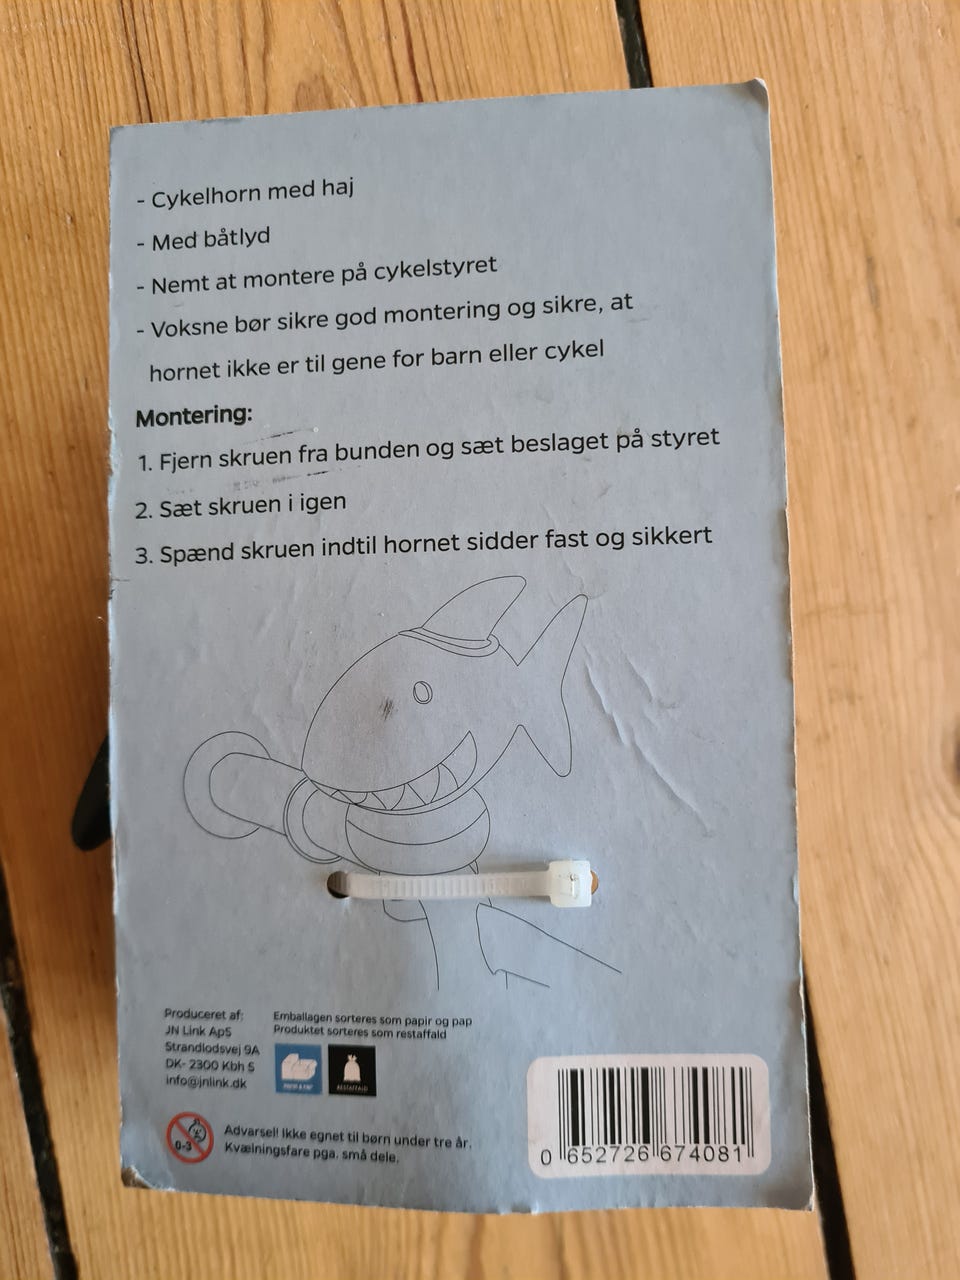 - Cykelhorn med haj
- Med båtlyd
- Nemt at montere på cykelstyret
- Voksne bør sikre god montering og sikre, at
hornet ikke er til gene for barn eller cykel
Montering:
1. Fjern skruen fra bunden og sæt beslaget på styret
2. Sæt skruen i igen
3. Spænd skruen indtil hornet sidder fast og sikkert
Produceret af:
JN Link ApS
Strandlodsvej 9A
DK- 2300 Kbh S
info@jnlink.dk
Emballagen sorteres som papir og pap
Produktet sorteres som restaffald
PAPIR & PAP
RESTAFFALD
0-3
Advarsel! Ikke egnet til børn under tre år.
Kvælningsfare pga. små dele.
0 652726 674081